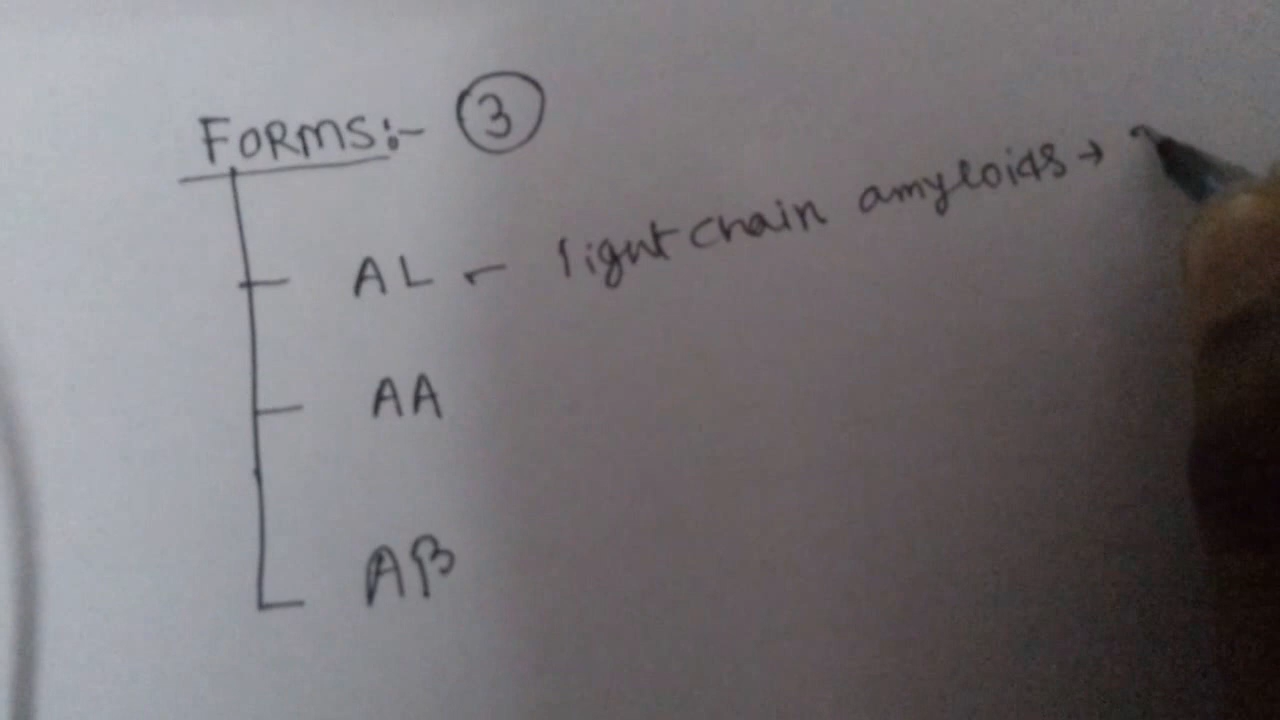 FORMS:- 3
AL - light chain amyloids →
AA
Aβ